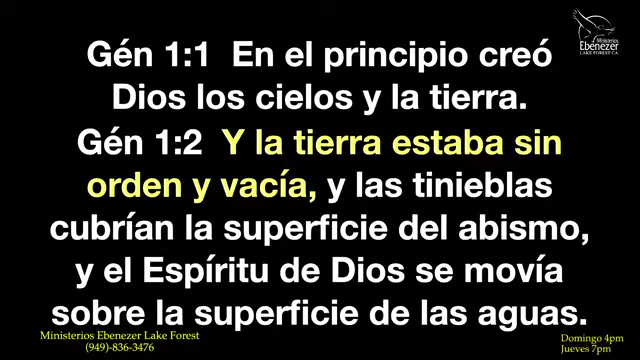 Ministerios
Ebenezer
LAKE FOREST CA.
Gén 1:1 En el principio creó
Dios los cielos y la tierra.
Gén 1:2 Y la tierra estaba sin
orden y vacía, y las tinieblas
cubrían la superficie del abismo,
y el Espíritu de Dios se movía
sobre la superficie de las aguas.
Ministerios Ebenezer Lake Forest
(949)-836-3476
Domingo 4pm
Jueves 7pm